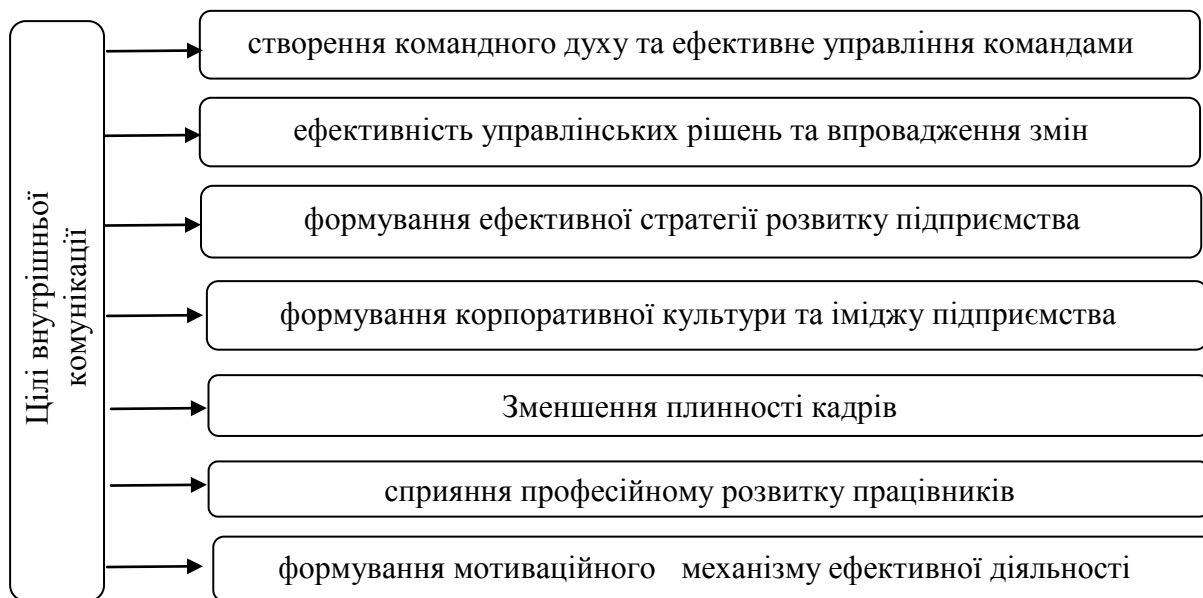 Цілі внутрішньої
комунікації
створення командного духу та ефективне управління командами
ефективність управлінських рішень та впровадження змін
формування ефективної стратегії розвитку підприємства
формування корпоративної культури та іміджу підприємства
Зменшення плинності кадрів
сприяння професійному розвитку працівників
формування мотиваційного механізму ефективної діяльності